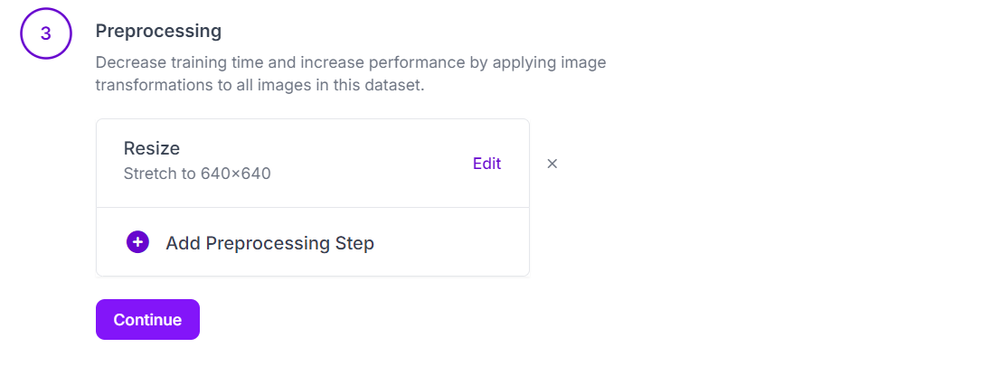 3
Preprocessing
Decrease training time and increase performance by applying image
transformations to all images in this dataset.
Resize
Stretch to 640×640
Edit
×
Add Preprocessing Step
Continue